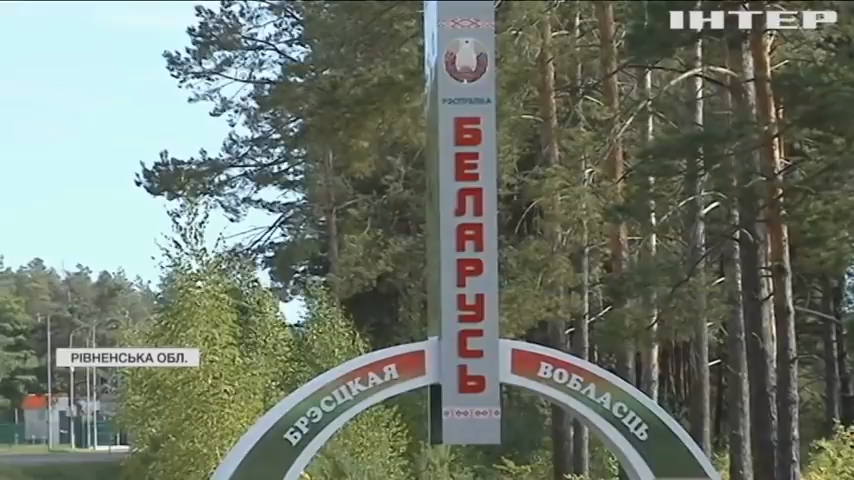 ІНТЕР
РЭСПУБЛІКА
БЕЛАРУСЬ
РІВНЕНСЬКА ОБЛ.
БРЭСЦКАЯ ВОБЛАСЦЬ